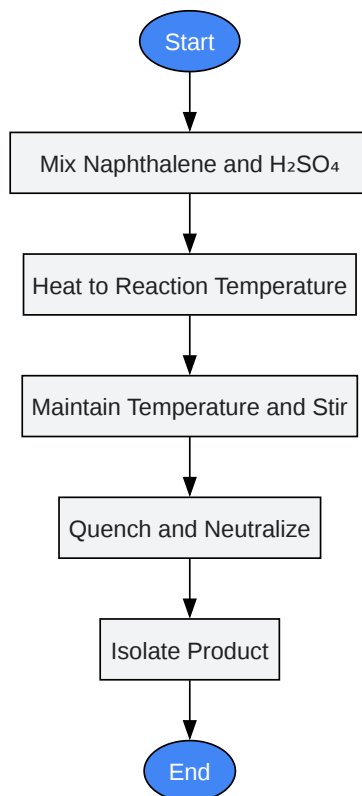 Start
Mix Naphthalene and H₂SO₄
Heat to Reaction Temperature
Maintain Temperature and Stir
Quench and Neutralize
Isolate Product
End